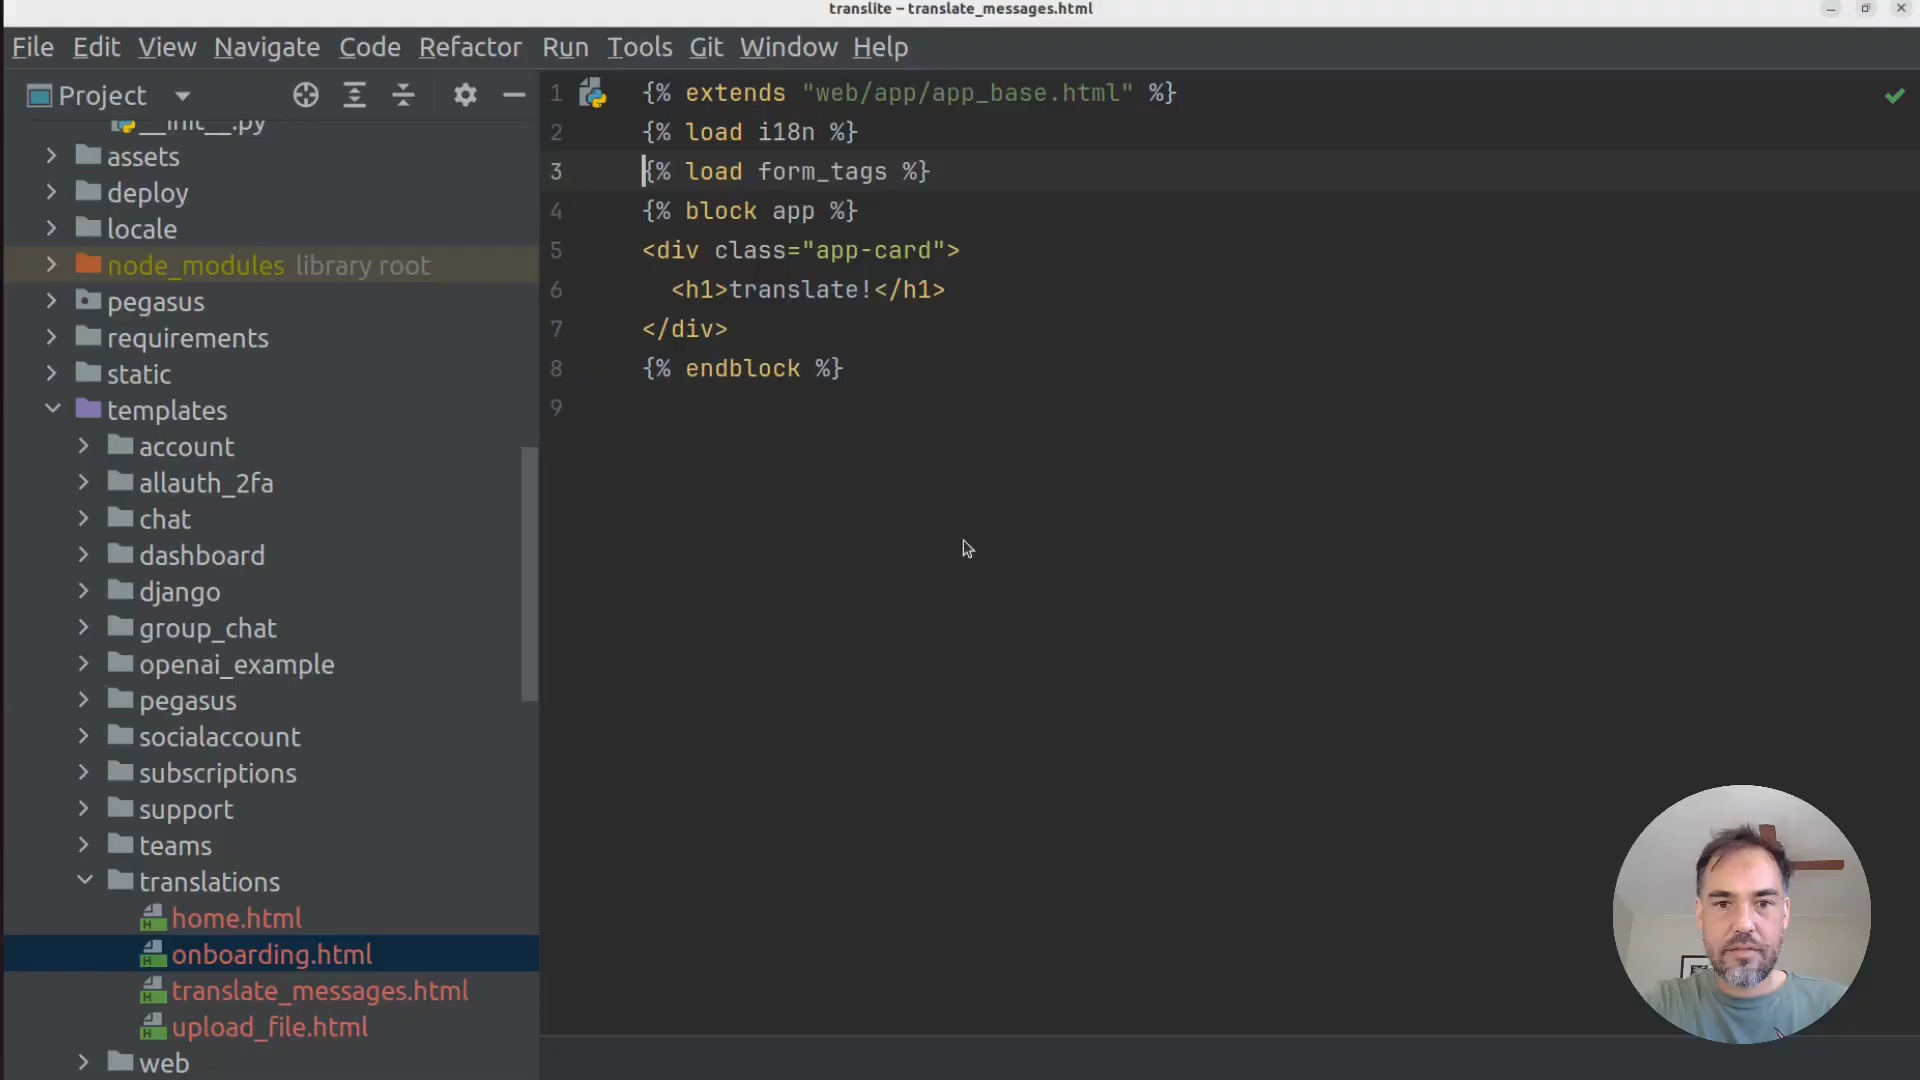 translite – translate_messages.html
File Edit View Navigate Code Refactor Run Tools Git Window Help
Project
__init__.py
assets
deploy
locale
node_modules library root
pegasus
requirements
static
templates
account
allauth_2fa
chat
dashboard
django
group_chat
openai_example
pegasus
socialaccount
subscriptions
support
teams
translations
home.html
onboarding.html
translate_messages.html
upload_file.html
web
1 {% extends "web/app/app_base.html" %}
2 {% load i18n %}
3 {% load form_tags %}
4 {% block app %}
5 <div class="app-card">
6 <h1>translate!</h1>
7 </div>
8 {% endblock %}
9